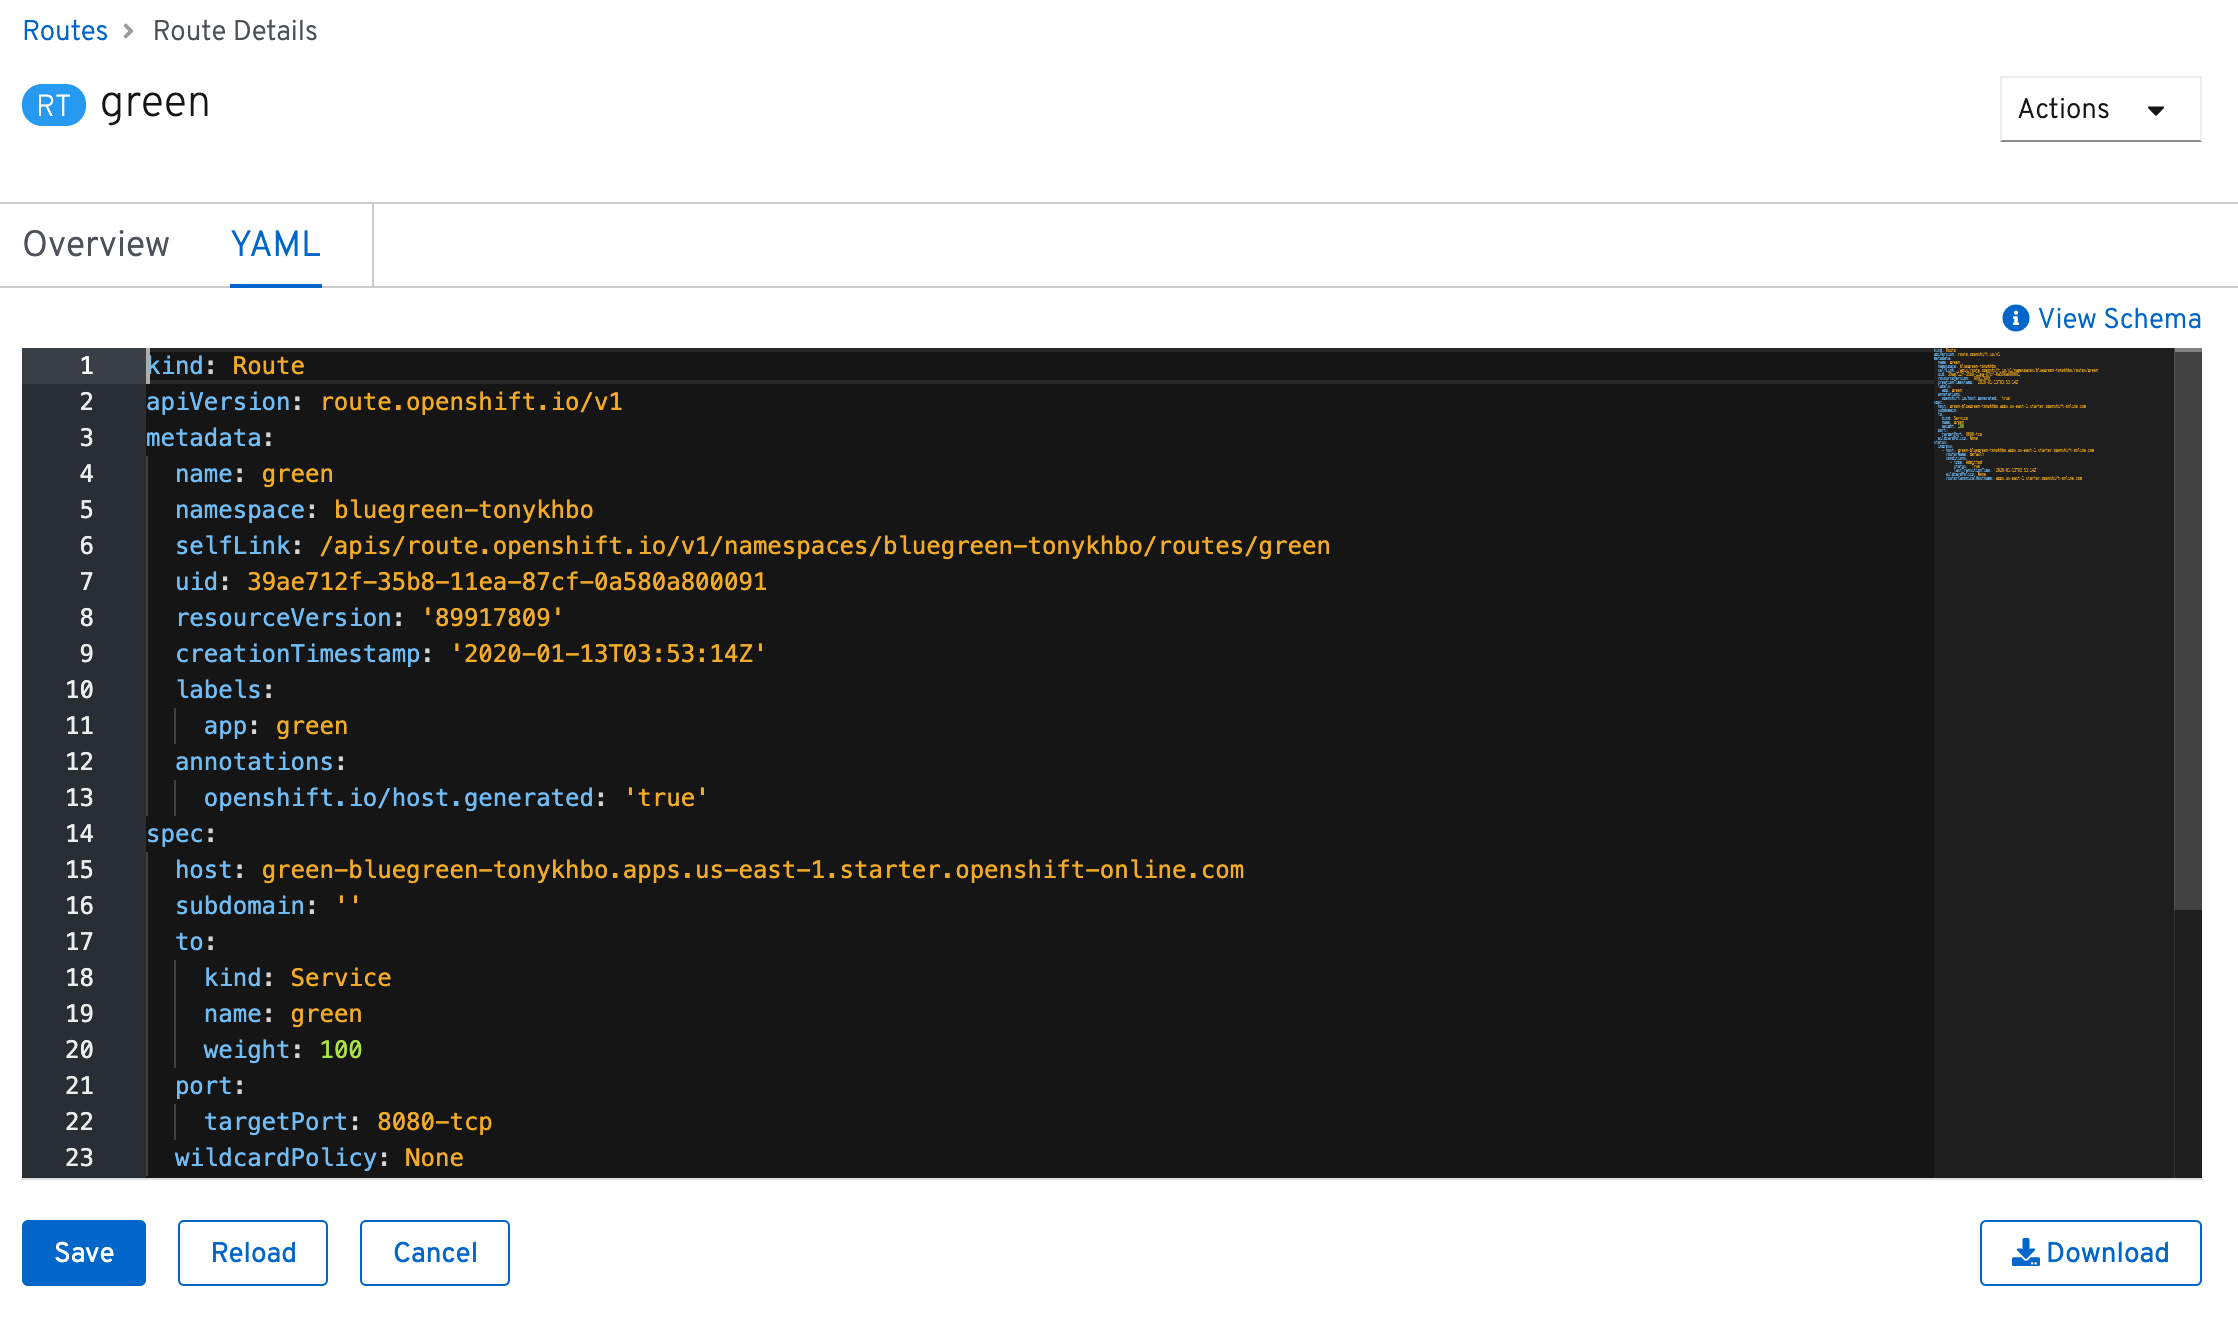 Routes > Route Details
RT green
Actions
Overview YAML
View Schema
1 kind: Route
2 apiVersion: route.openshift.io/v1
3 metadata:
4   name: green
5   namespace: bluegreen-tonykhbo
6   selfLink: /apis/route.openshift.io/v1/namespaces/bluegreen-tonykhbo/routes/green
7   uid: 39ae712f-35b8-11ea-87cf-0a580a800091
8   resourceVersion: '89917809'
9   creationTimestamp: '2020-01-13T03:53:14Z'
10   labels:
11     app: green
12   annotations:
13     openshift.io/host.generated: 'true'
14 spec:
15   host: green-bluegreen-tonykhbo.apps.us-east-1.starter.openshift-online.com
16   subdomain: ''
17   to:
18     kind: Service
19     name: green
20     weight: 100
21   port:
22     targetPort: 8080-tcp
23   wildcardPolicy: None
Save Reload Cancel Download